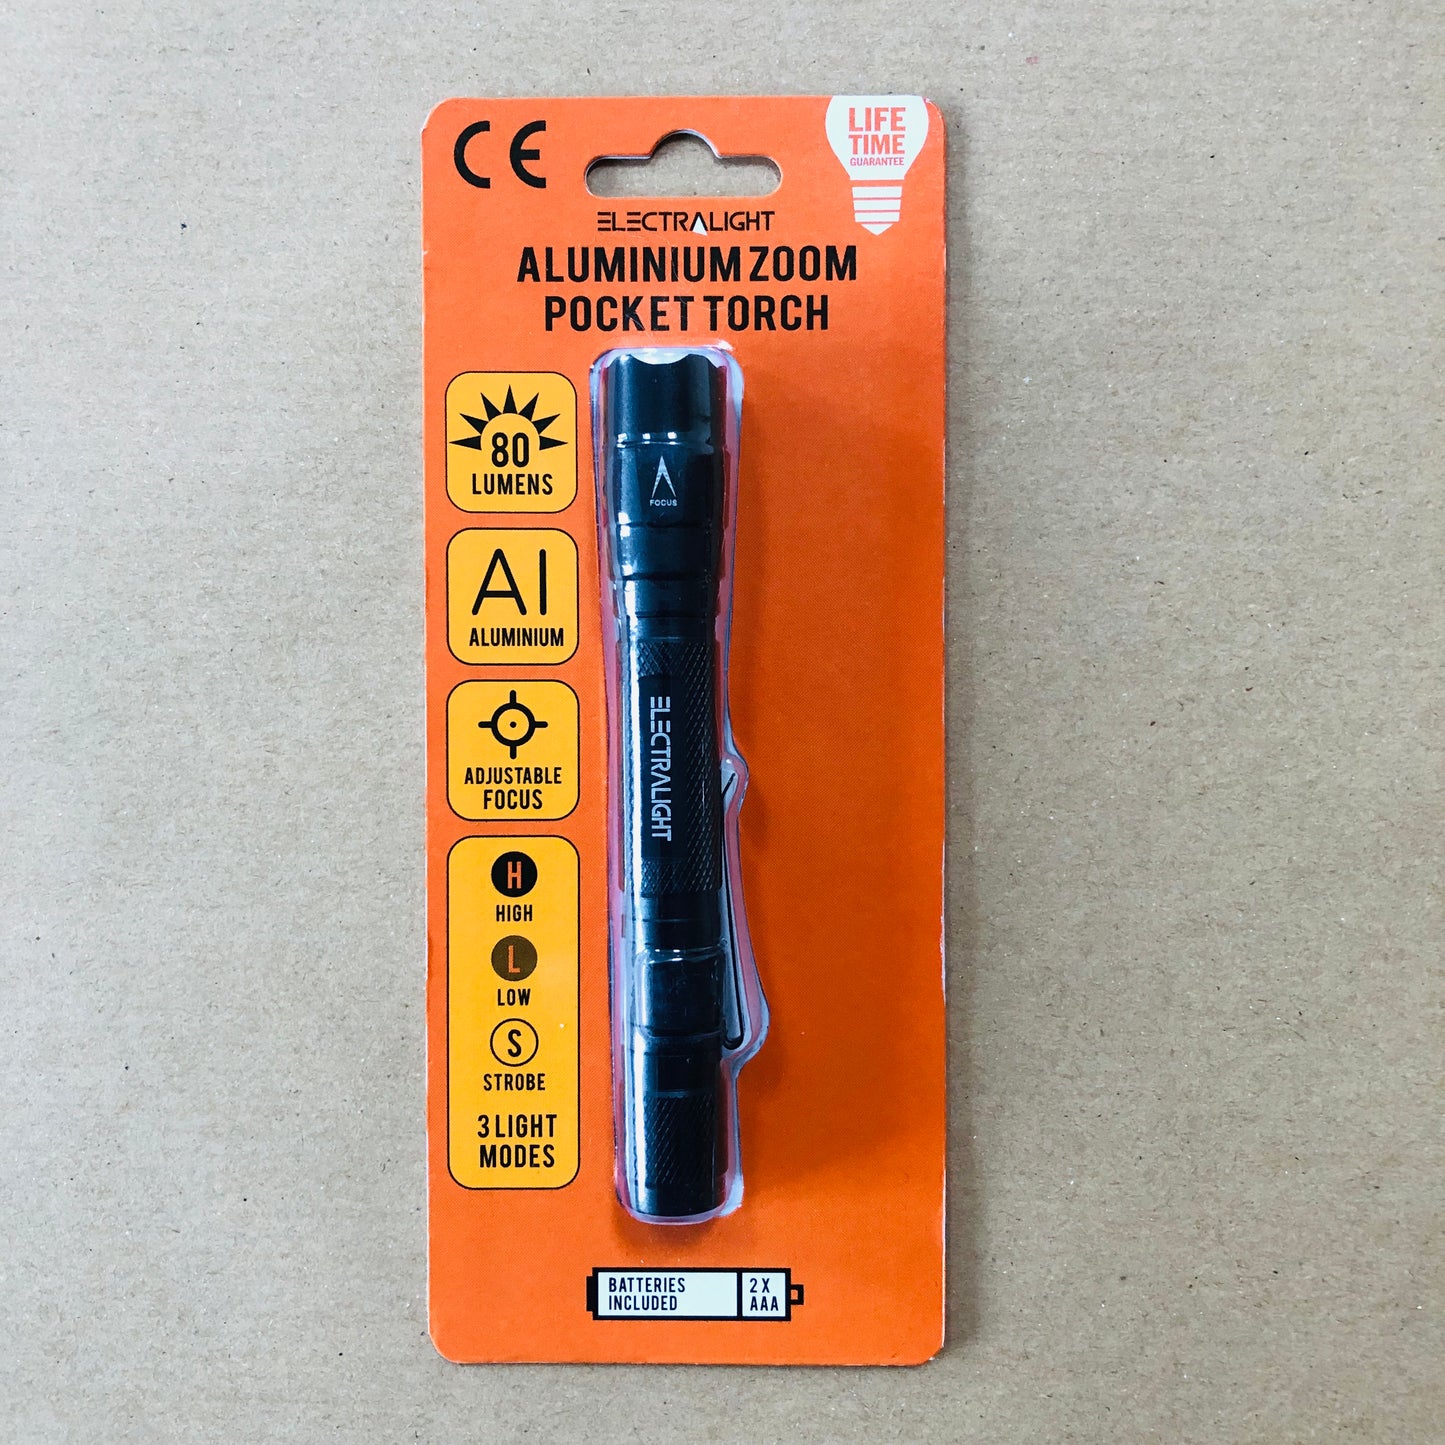 CE
LIFE
TIME
GUARANTEE
ELECTRALIGHT
ALUMINIUM ZOOM
POCKET TORCH
80
LUMENS
Al
ALUMINIUM
ADJUSTABLE
FOCUS
H
HIGH
L
LOW
S
STROBE
3 LIGHT
MODES
FOCUS
ELECTRALIGHT
BATTERIES
INCLUDED
2 X
AAA